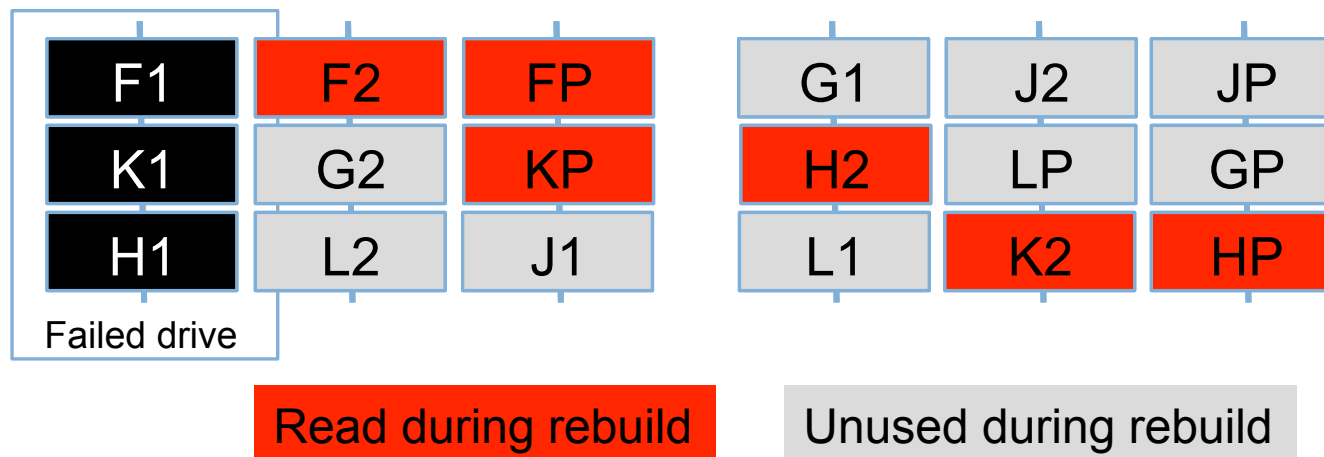 F1 F2 FP G1 J2 JP
K1 G2 KP H2 LP GP
H1 L2 J1 L1 K2 HP
Failed drive
Read during rebuild Unused during rebuild